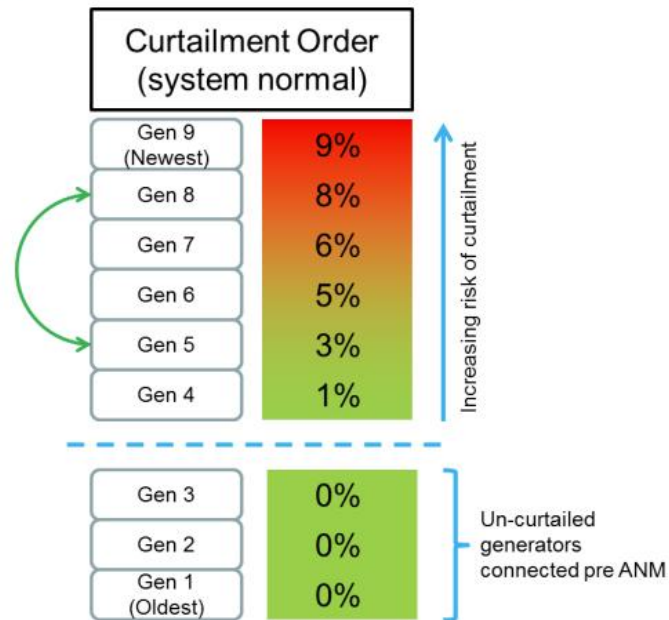 Curtailment Order
(system normal)
Gen 9
(Newest)
9%
Gen 8
8%
Gen 7
6%
Gen 6
5%
Gen 5
3%
Gen 4
1%
Increasing risk of curtailment
Gen 3
0%
Gen 2
0%
Gen 1
(Oldest)
0%
Un-curtailed
generators
connected pre ANM